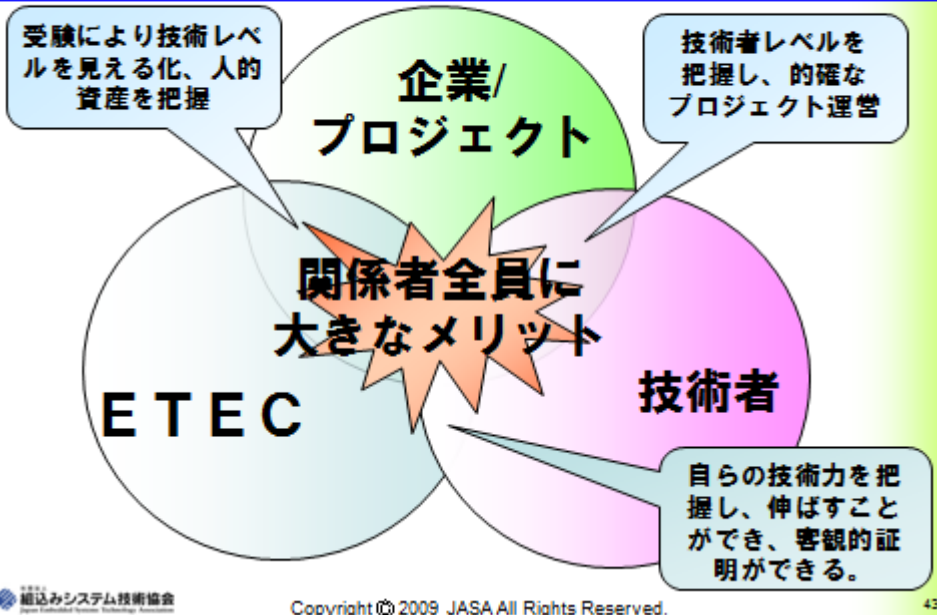 受験により技術レベ
ルを見える化、人的
資産を把握
企業/
プロジェクト
技術者レベルを
把握し、的確な
プロジェクト運営
関係者全員に
大きなメリット
ＥＴＥＣ
技術者
自らの技術力を把
握し、伸ばすこと
ができ、客観的証
明ができる。
組込みシステム技術協会
Japan Embedded Systems Technology Association
Copyright © 2009 JASA All Rights Reserved.
43